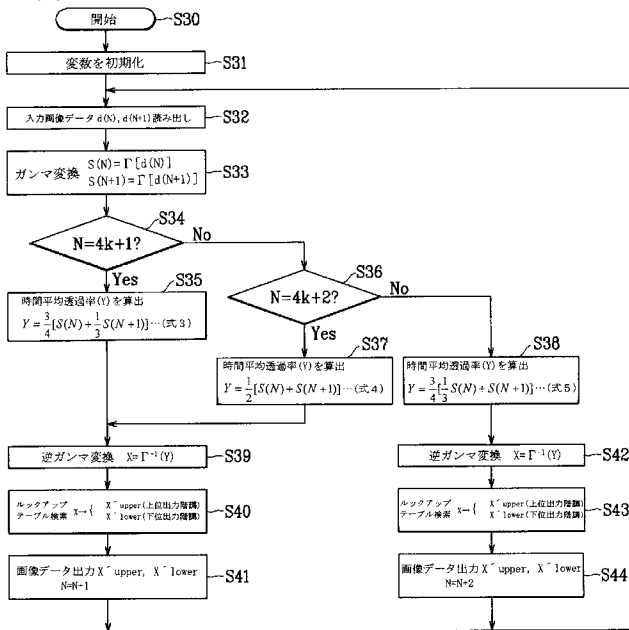 開始
S30
変数を初期化
S31
入力画像データ d(N), d(N+1)読み出し
S32
ガンマ変換
S(N)=Γ[d(N)]
S(N+1)=Γ[d(N+1)]
S33
S34
N=4k+1?
No
Yes
S35
時間平均透過率(Y)を算出
Y=3/4[S(N)+1/3 S(N+1)]…(式3)
S36
N=4k+2?
No
Yes
S37
時間平均透過率(Y)を算出
Y=1/2[S(N)+S(N+1)]…(式4)
S38
時間平均透過率(Y)を算出
Y=3/4[1/3 S(N)+S(N+1)]…(式5)
逆ガンマ変換 X=Γ⁻¹(Y)
S39
ルックアップ
テーブル検索 X→{
X´upper(上位出力階調)
X´lower(下位出力階調)
S40
画像データ出力 X´upper, X´lower
N=N+1
S41
逆ガンマ変換 X=Γ⁻¹(Y)
S42
ルックアップ
テーブル検索 X→{
X´upper(上位出力階調)
X´lower(下位出力階調)
S43
画像データ出力 X´upper, X´lower
N=N+2
S44